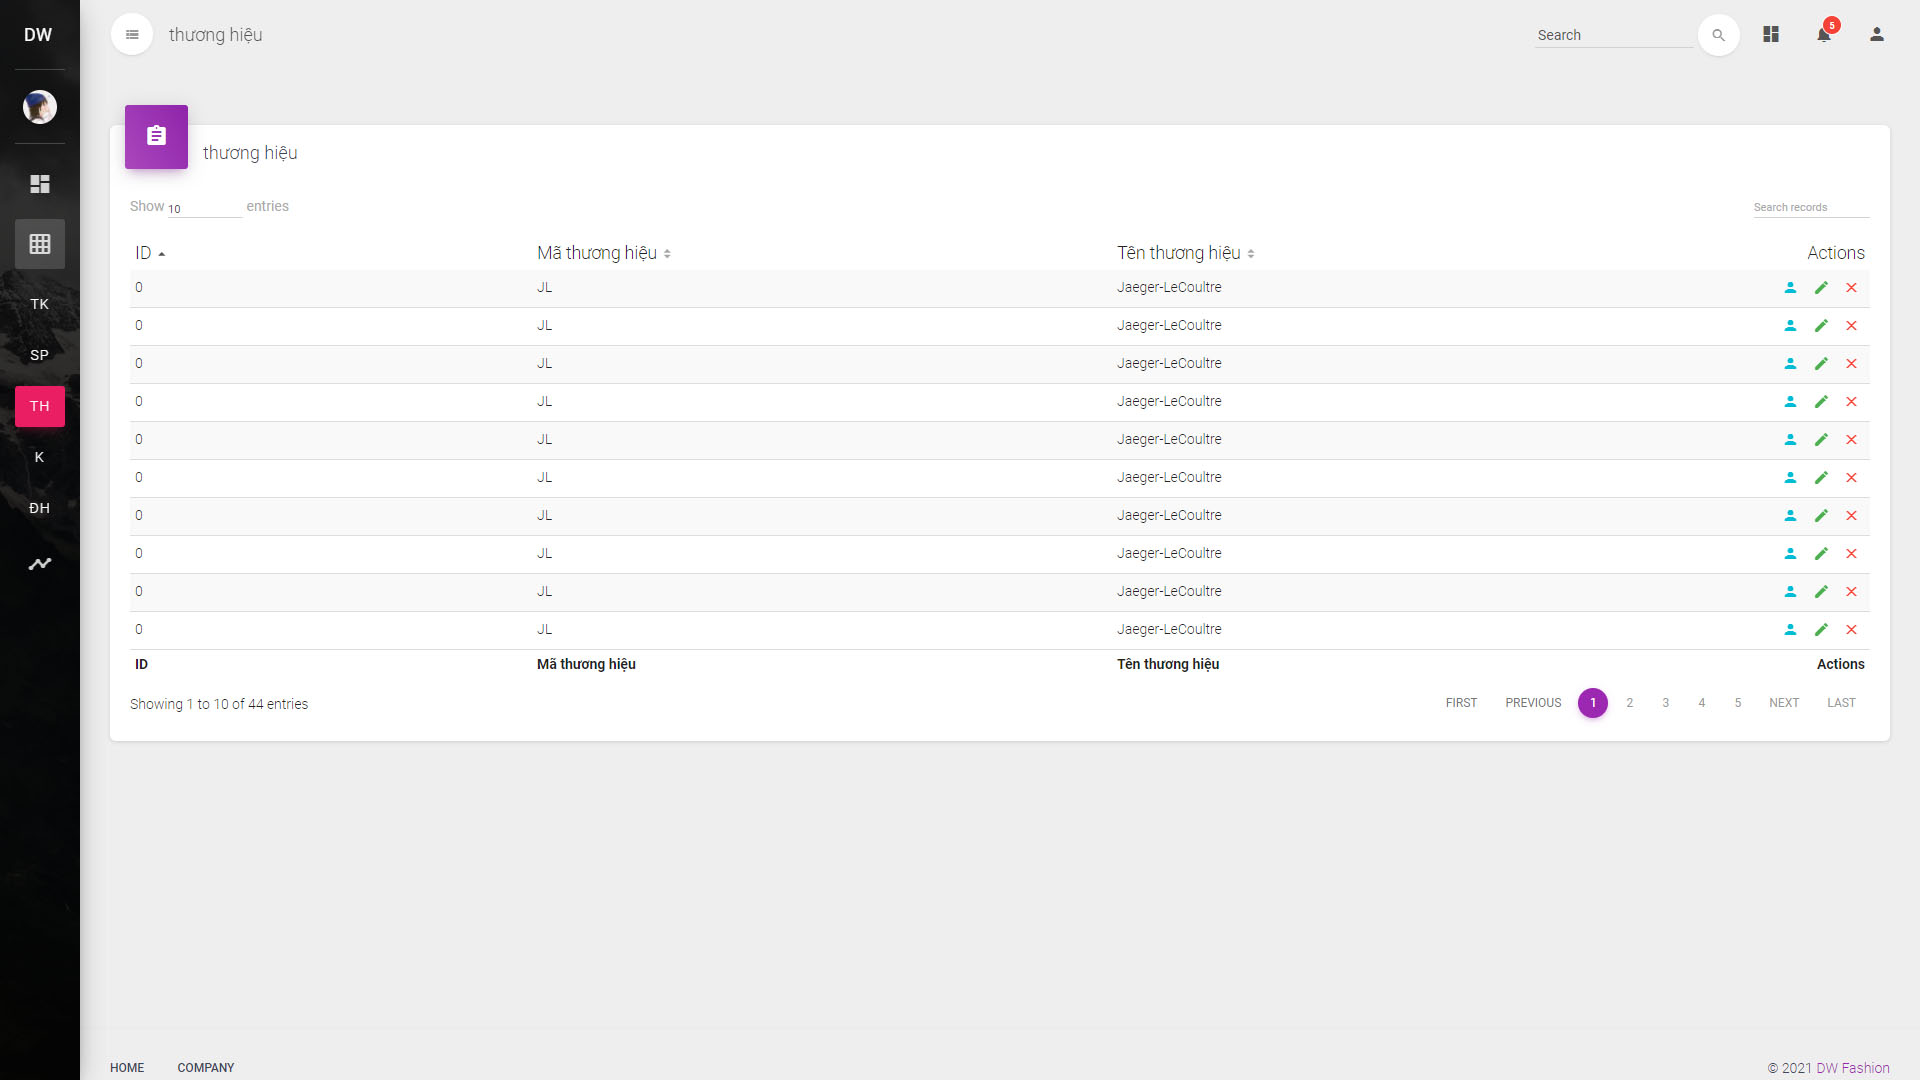 DW
thương hiệu
Search
5
thương hiệu
Show 10 entries
Search records
ID Mã thương hiệu Tên thương hiệu Actions
0 JL Jaeger-LeCoultre
0 JL Jaeger-LeCoultre
0 JL Jaeger-LeCoultre
0 JL Jaeger-LeCoultre
0 JL Jaeger-LeCoultre
0 JL Jaeger-LeCoultre
0 JL Jaeger-LeCoultre
0 JL Jaeger-LeCoultre
0 JL Jaeger-LeCoultre
0 JL Jaeger-LeCoultre
ID Mã thương hiệu Tên thương hiệu Actions
Showing 1 to 10 of 44 entries
FIRST PREVIOUS 1 2 3 4 5 NEXT LAST
TK
SP
TH
K
ĐH
HOME COMPANY
© 2021 DW Fashion